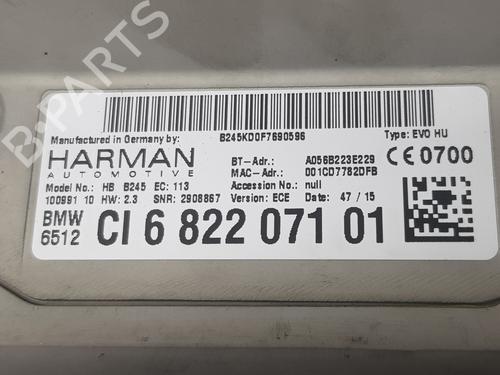 B245KD0F7690596
Manufactured in Germany by:
Type: EVO HU
HARMAN
AUTOMOTIVE
BT-Adr.: A056B223E229
MAC-Adr.: 001CD7782DFB
CE 0700
Model No.: HB B245 EC: 113
Accession No.: null
100991 10 HW: 2.3 SNR: 2908867
Version: ECE Date: 47 / 15
BMW
6512
CI 6 822 071 01
B-PARTS